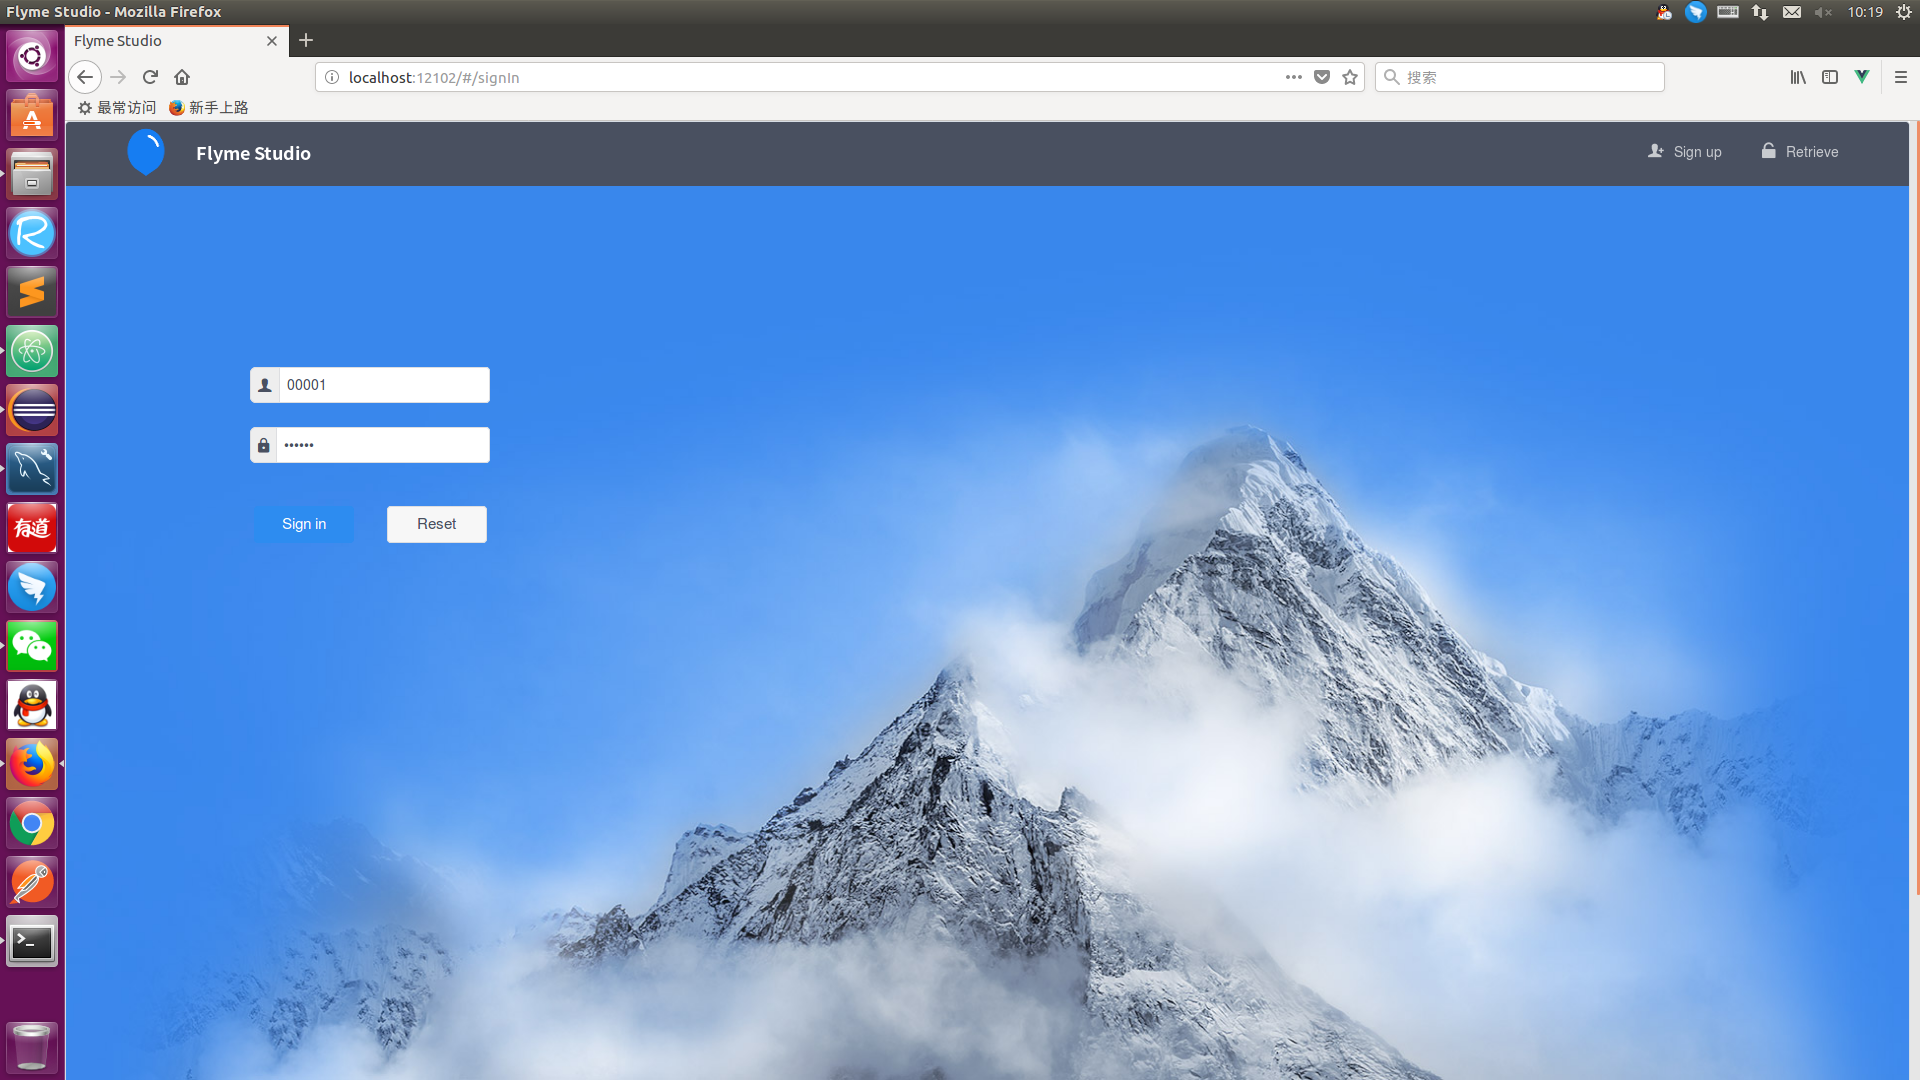 Flyme Studio - Mozilla Firefox
10:19
Flyme Studio
localhost:12102/#/signIn
搜索
最常访问
新手上路
Flyme Studio
Sign up
Retrieve
00001
••••••
Sign in
Reset
有道